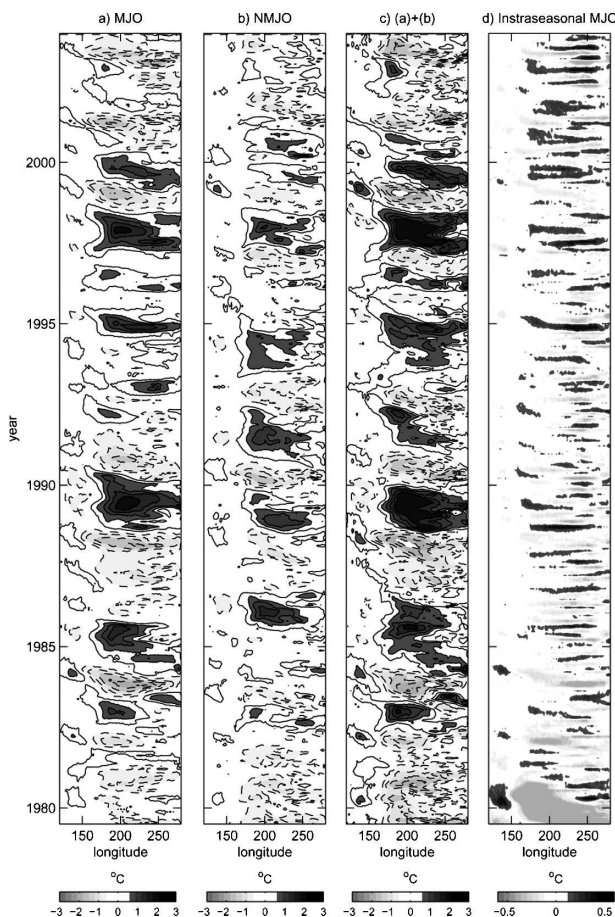 a) MJO b) NMJO c) (a)+(b) d) Instraseasonal MJO
2000
1995
year
1990
1985
1980
150 200 250 150 200 250 150 200 250 150 200 250
longitude longitude longitude longitude
°C °C °C °C
−3 −2 −1 0 1 2 3 −3 −2 −1 0 1 2 3 −3 −2 −1 0 1 2 3 −0.5 0 0.5